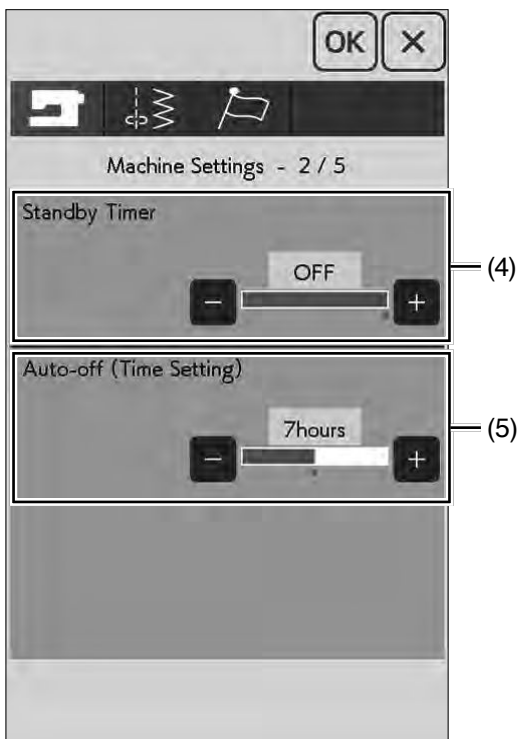 OK
Machine Settings - 2 / 5
Standby Timer
OFF
(4)
Auto-off (Time Setting)
7hours
(5)